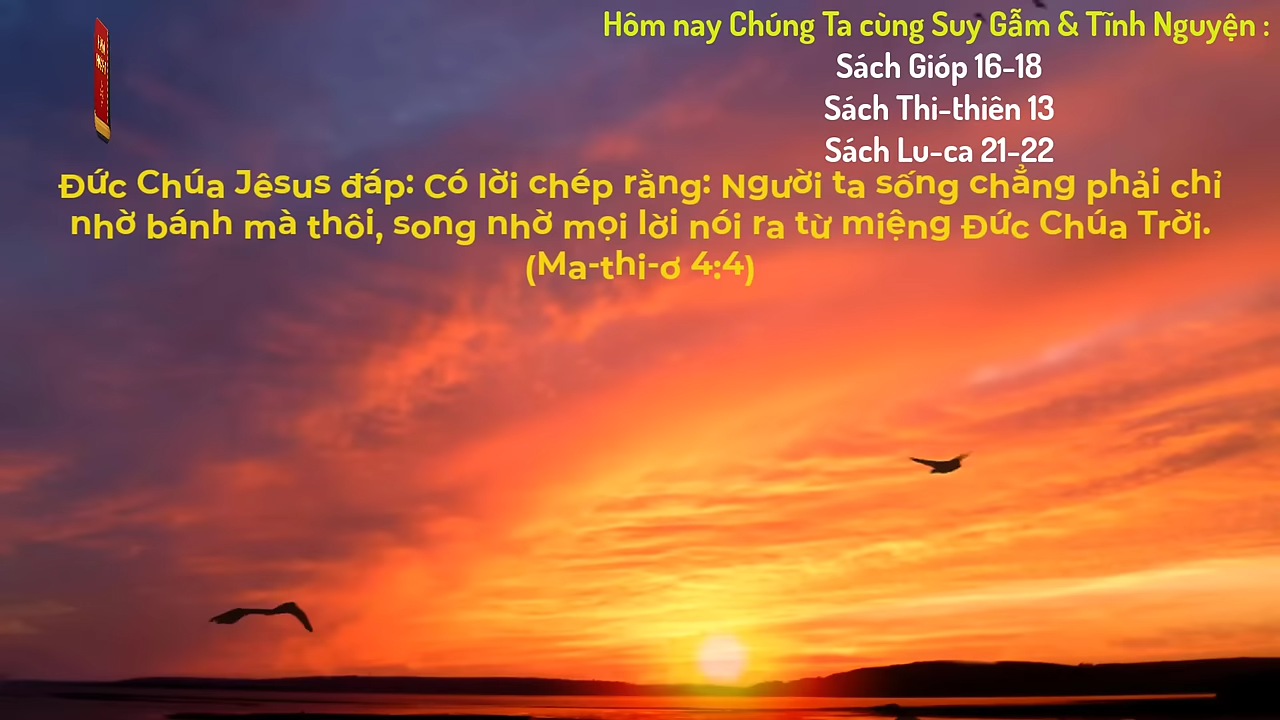 Hôm nay Chúng Ta cùng Suy Gẫm & Tĩnh Nguyện :
Sách Gióp 16-18
Sách Thi-thiên 13
Sách Lu-ca 21-22
Đức Chúa Jêsus đáp: Có lời chép rằng: Người ta sống chẳng phải chỉ
nhờ bánh mà thôi, song nhờ mọi lời nói ra từ miệng Đức Chúa Trời.
(Ma-thi-ơ 4:4)